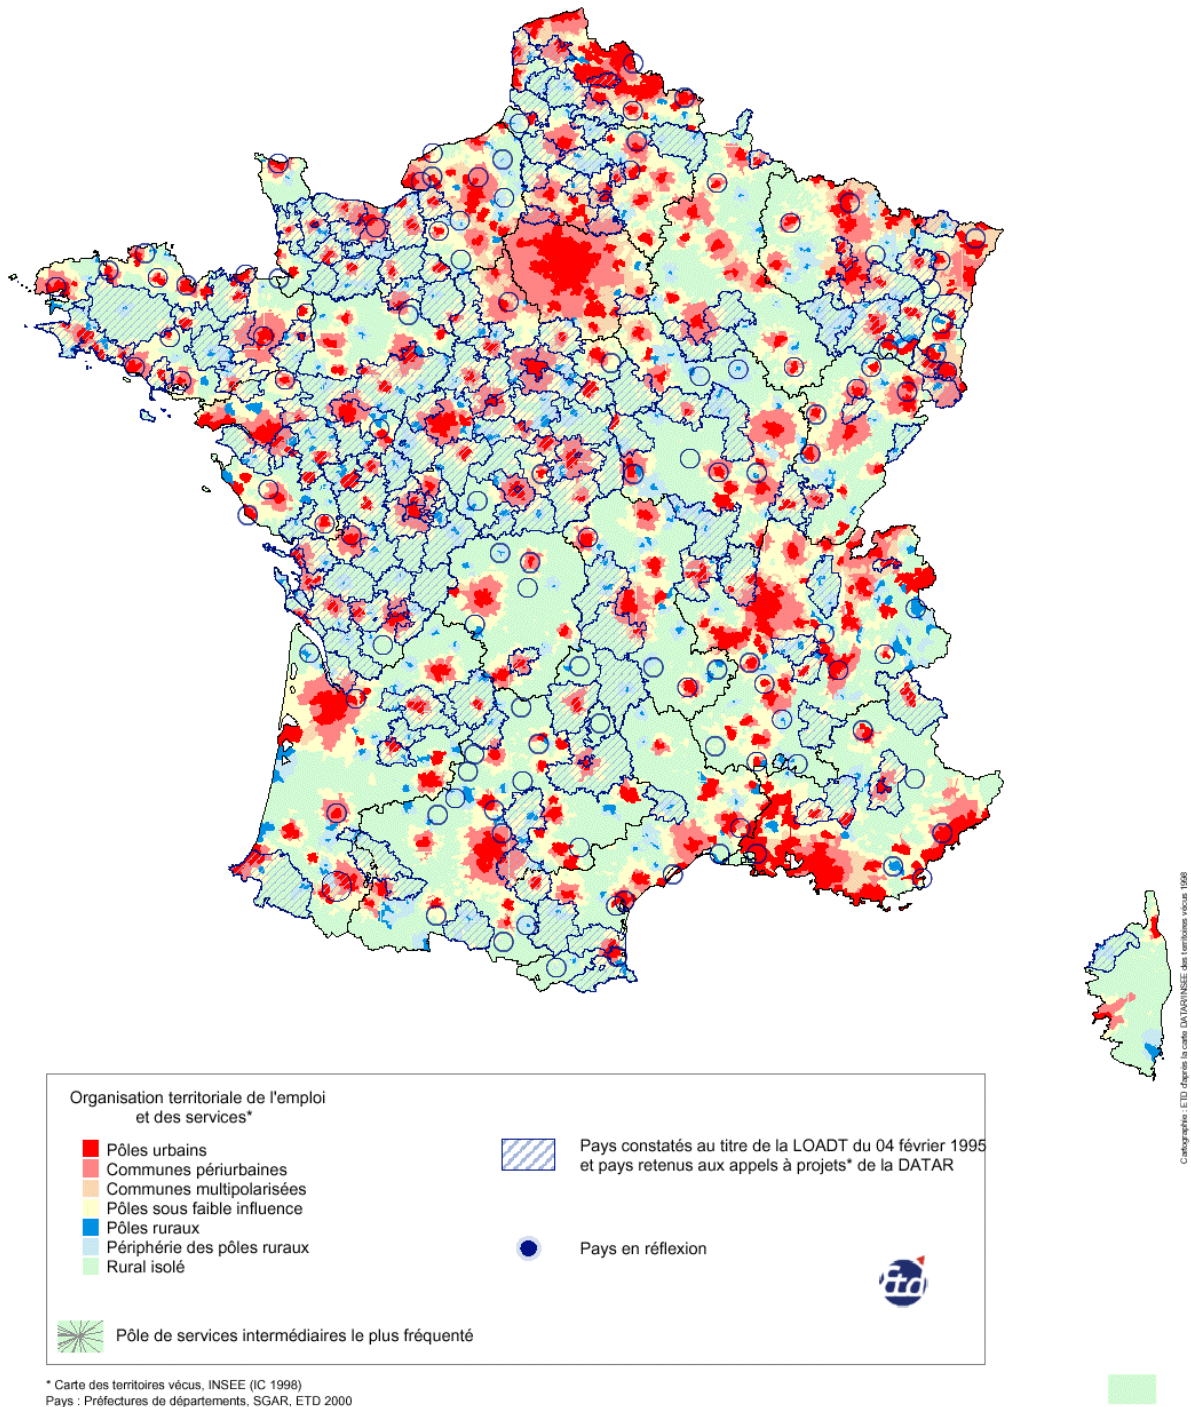 Cartographie : ETD d'après la carte DATAR/INSEE des territoires vécus 1998
Organisation territoriale de l'emploi
et des services*
Pôles urbains
Communes périurbaines
Communes multipolarisées
Pôles sous faible influence
Pôles ruraux
Périphérie des pôles ruraux
Rural isolé
Pôle de services intermédiaires le plus fréquenté
Pays constatés au titre de la LOADT du 04 février 1995
et pays retenus aux appels à projets* de la DATAR
Pays en réflexion
Etd
* Carte des territoires vécus, INSEE (IC 1998)
Pays : Préfectures de départements, SGAR, ETD 2000